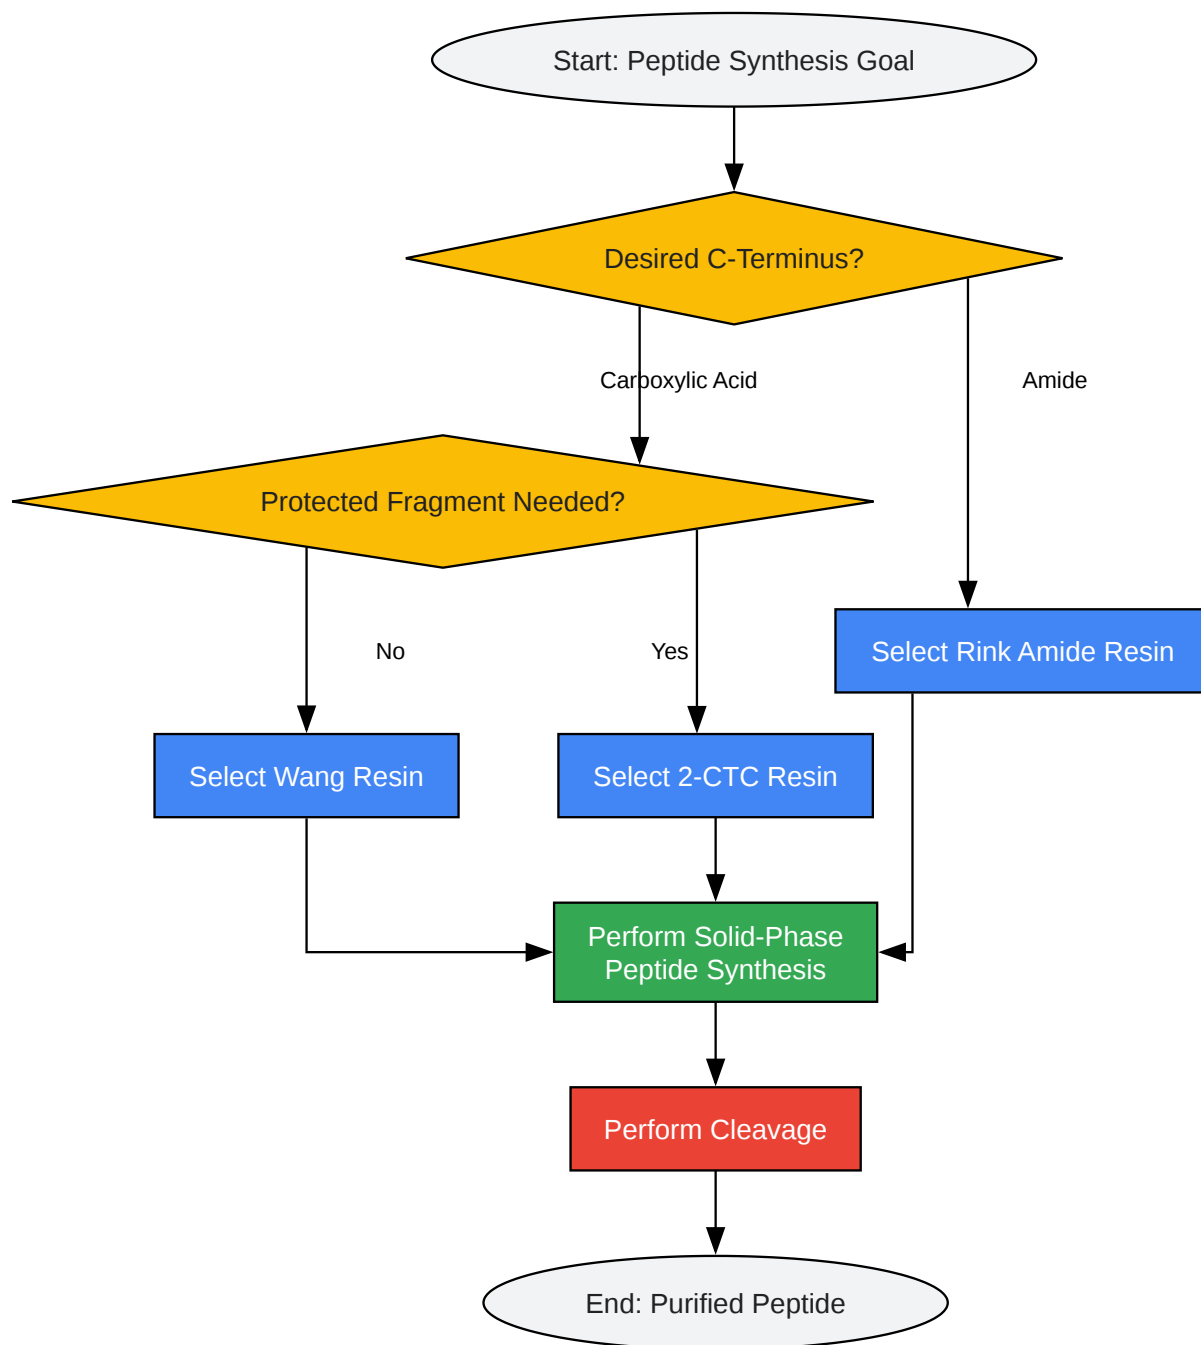 Start: Peptide Synthesis Goal
Desired C-Terminus?
Carboxylic Acid
Amide
Protected Fragment Needed?
No
Yes
Select Rink Amide Resin
Select Wang Resin
Select 2-CTC Resin
Perform Solid-Phase
Peptide Synthesis
Perform Cleavage
End: Purified Peptide